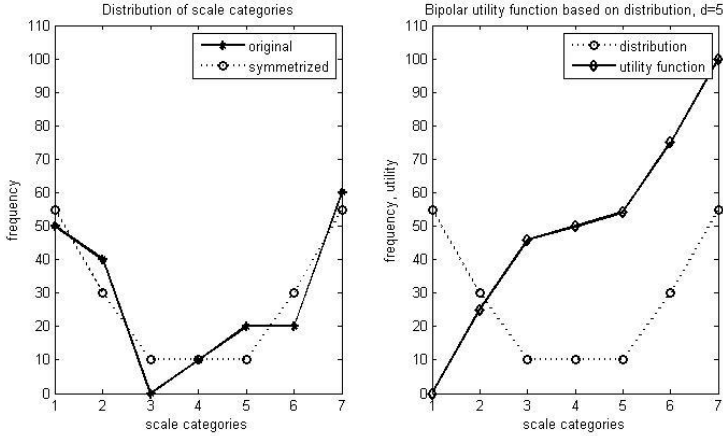 Distribution of scale categories
110
100
90
80
70
60
50
40
30
20
10
0
frequency
original
symmetrized
1 2 3 4 5 6 7
scale categories
Bipolar utility function based on distribution, d=5
110
100
90
80
70
60
50
40
30
20
10
0
frequency, utility
distribution
utility function
1 2 3 4 5 6 7
scale categories